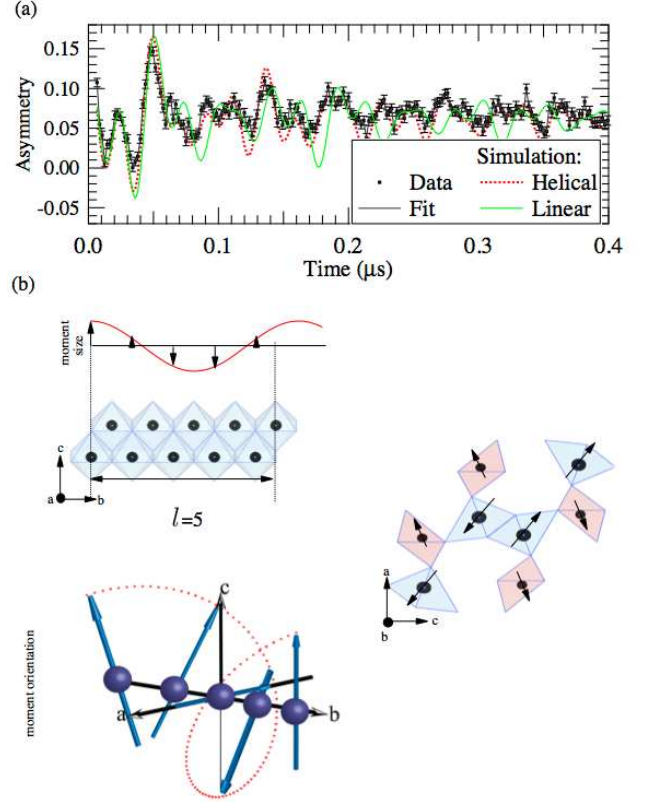 (a)
0.15
0.10
0.05
0.00
-0.05
Asymmetry
Simulation:
Data
Helical
Fit
Linear
0.0
0.1
0.2
0.3
0.4
Time (μs)
(b)
moment
size
c
a
b
l=5
a
b
c
moment orientation
c
a
b